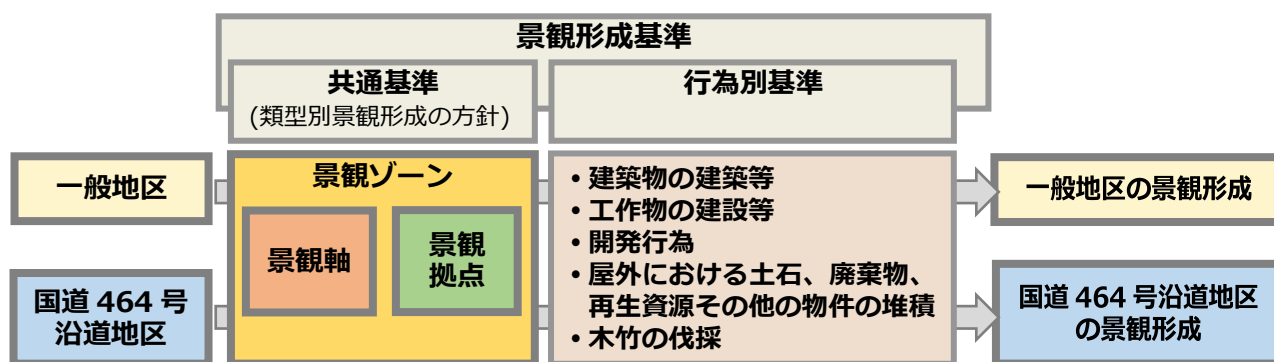 景観形成基準
共通基準
(類型別景観形成の方針)
行為別基準
一般地区
国道 464 号
沿道地区
景観ゾーン
景観軸
景観
拠点
• 建築物の建築等
• 工作物の建設等
• 開発行為
• 屋外における土石、廃棄物、
再生資源その他の物件の堆積
• 木竹の伐採
一般地区の景観形成
国道 464 号沿道地区
の景観形成